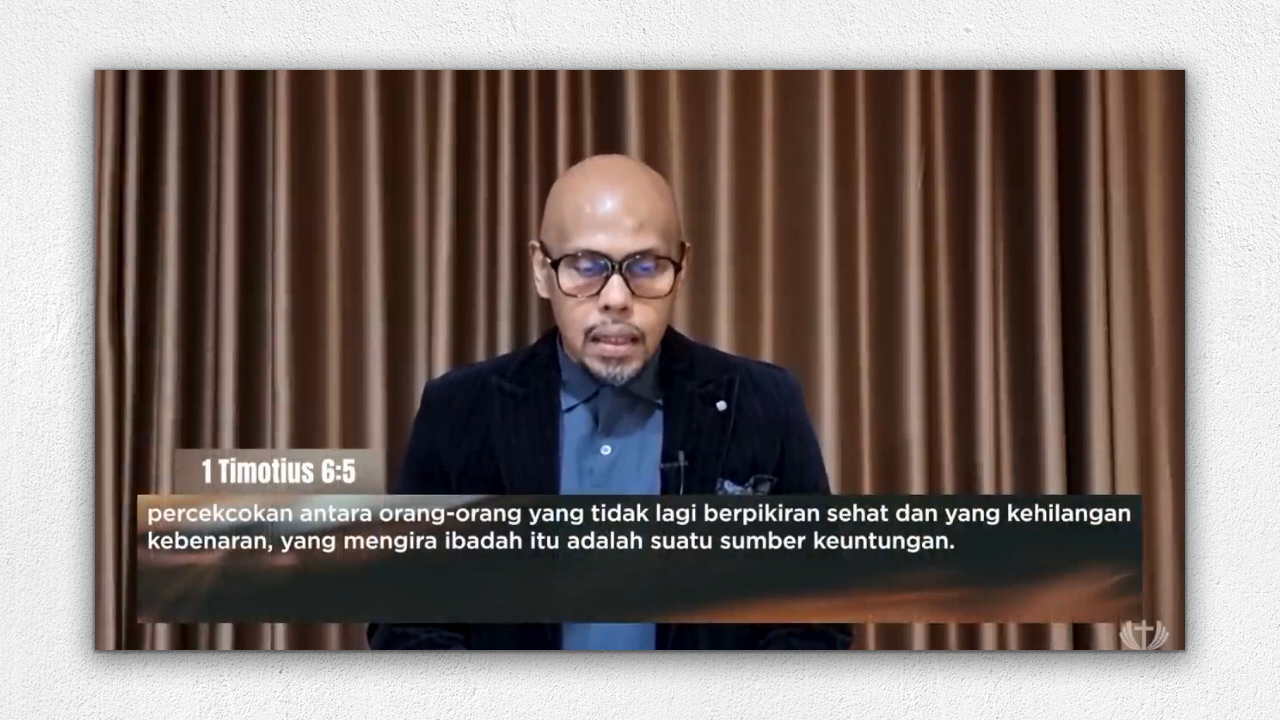 1 Timotius 6:5
percekcokan antara orang-orang yang tidak lagi berpikiran sehat dan yang kehilangan
kebenaran, yang mengira ibadah itu adalah suatu sumber keuntungan.